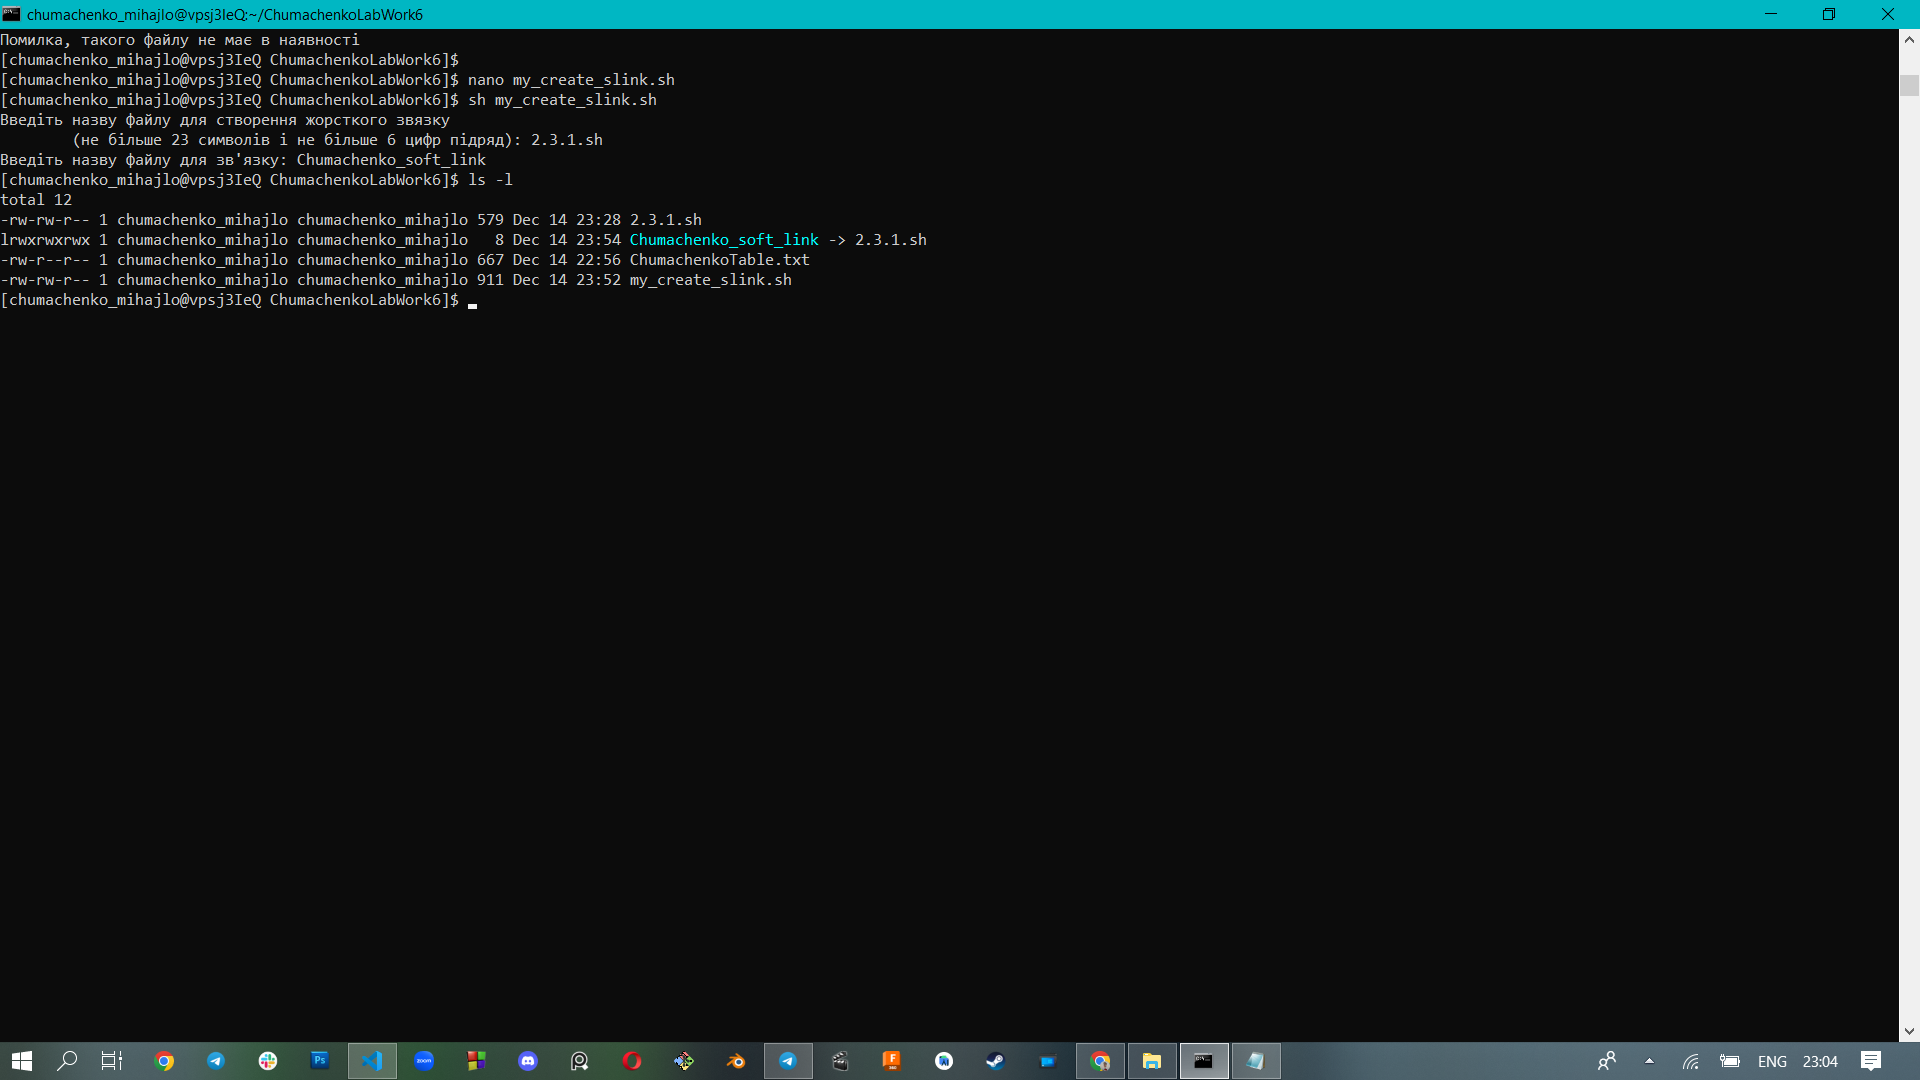 chumachenko_mihajlo@vpsj3IeQ:~/ChumachenkoLabWork6
Помилка, такого файлу не має в наявності
[chumachenko_mihajlo@vpsj3IeQ ChumachenkoLabWork6]$
[chumachenko_mihajlo@vpsj3IeQ ChumachenkoLabWork6]$ nano my_create_slink.sh
[chumachenko_mihajlo@vpsj3IeQ ChumachenkoLabWork6]$ sh my_create_slink.sh
Введіть назву файлу для створення жорсткого звязку
        (не більше 23 символів і не більше 6 цифр підряд): 2.3.1.sh
Введіть назву файлу для зв'язку: Chumachenko_soft_link
[chumachenko_mihajlo@vpsj3IeQ ChumachenkoLabWork6]$ ls -l
total 12
-rw-rw-r-- 1 chumachenko_mihajlo chumachenko_mihajlo 579 Dec 14 23:28 2.3.1.sh
lrwxrwxrwx 1 chumachenko_mihajlo chumachenko_mihajlo   8 Dec 14 23:54 Chumachenko_soft_link -> 2.3.1.sh
-rw-r--r-- 1 chumachenko_mihajlo chumachenko_mihajlo 667 Dec 14 22:56 ChumachenkoTable.txt
-rw-rw-r-- 1 chumachenko_mihajlo chumachenko_mihajlo 911 Dec 14 23:52 my_create_slink.sh
[chumachenko_mihajlo@vpsj3IeQ ChumachenkoLabWork6]$
Ps
zoom
ENG 23:04